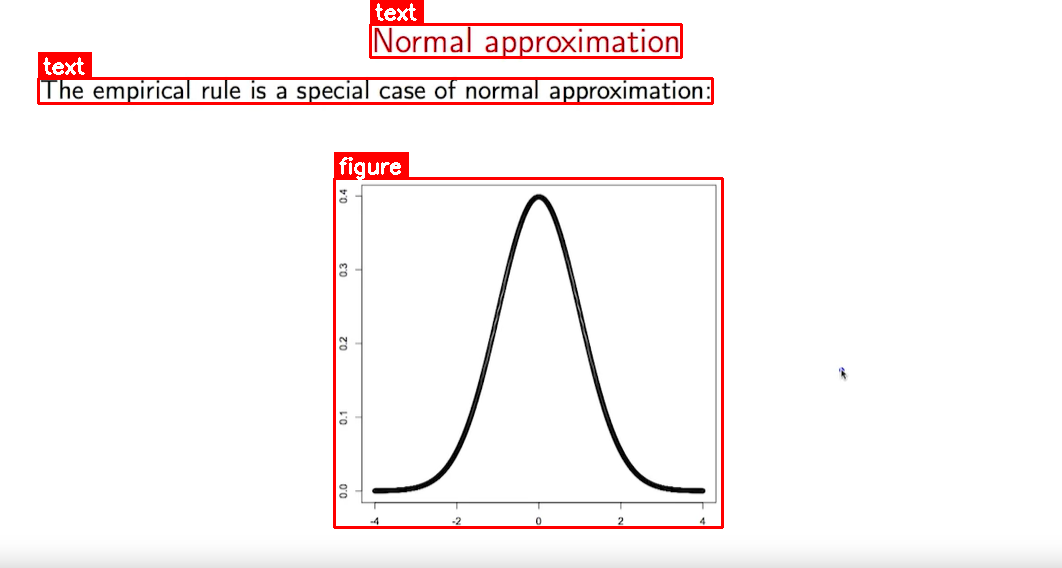 text
Normal approximation
text
The empirical rule is a special case of normal approximation:
figure
0.4
0.3
0.2
0.1
0.0
-4 -2 0 2 4